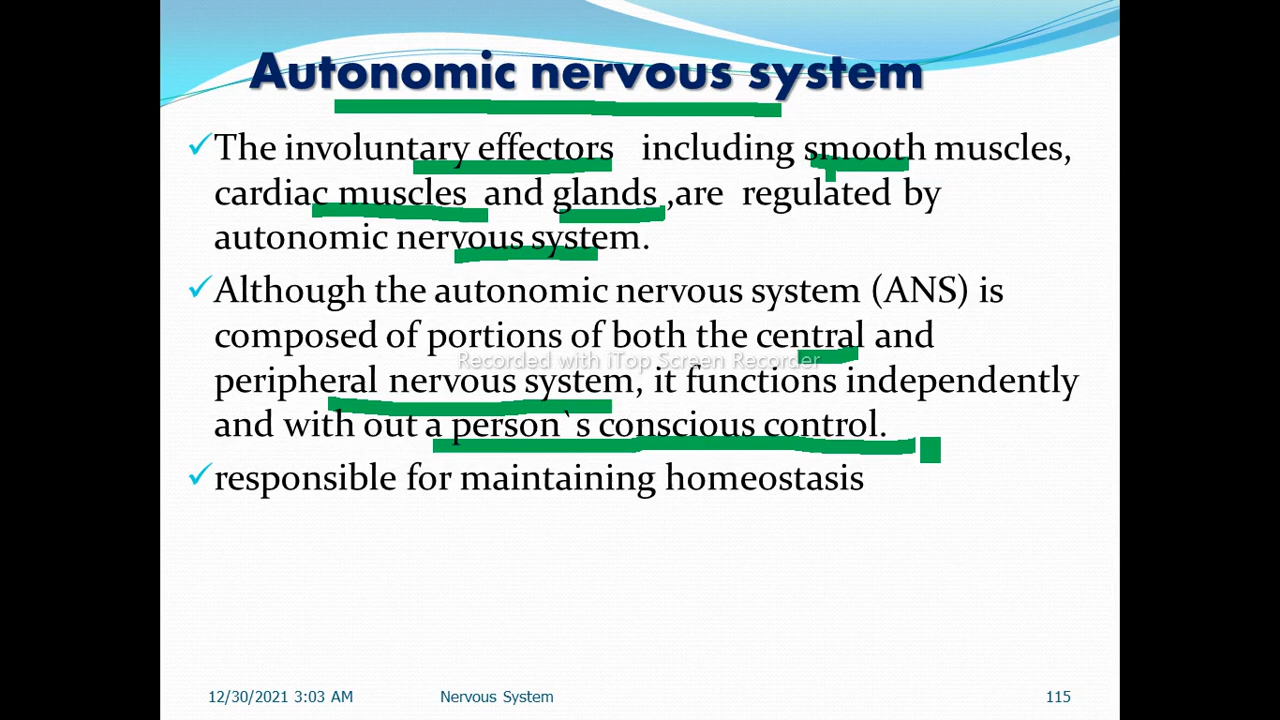 Autonomic nervous system
✓The involuntary effectors including smooth muscles,
cardiac muscles and glands ,are regulated by
autonomic nervous system.
✓Although the autonomic nervous system (ANS) is
composed of portions of both the central and
Recorded with iTop Screen Recorder
peripheral nervous system, it functions independently
and with out a person`s conscious control.
✓responsible for maintaining homeostasis
12/30/2021 3:03 AM Nervous System 115